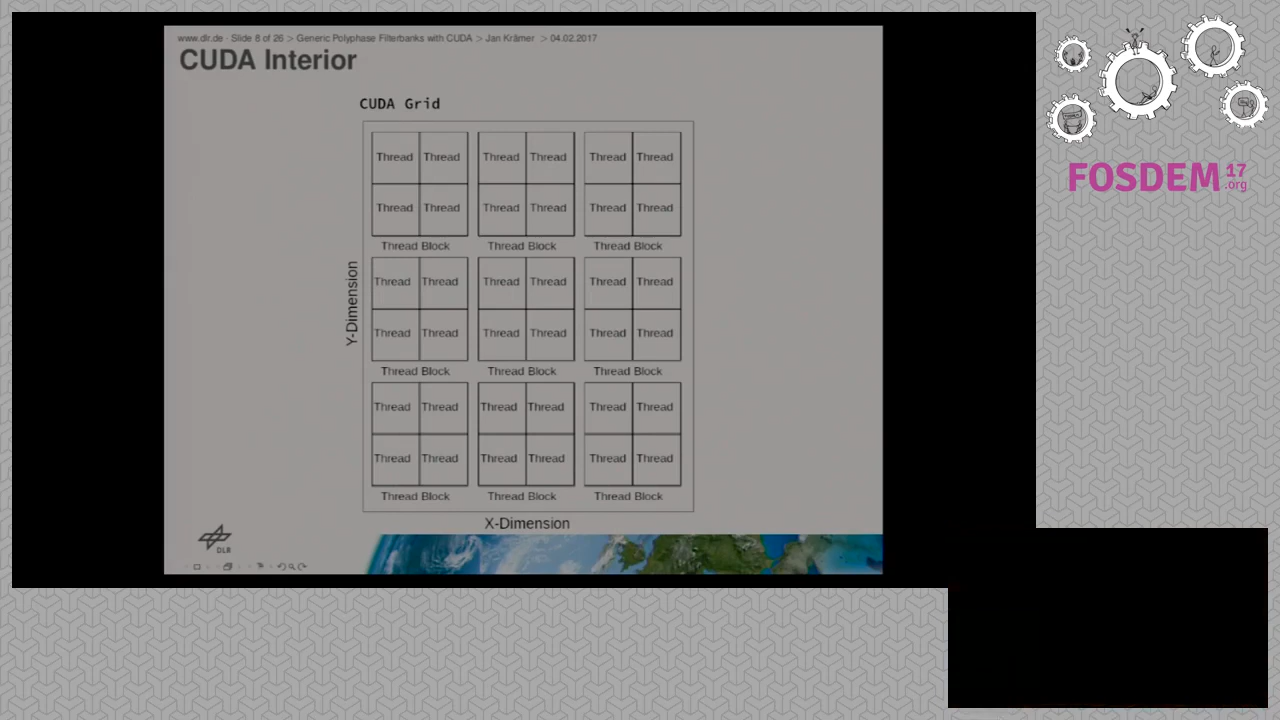 www.dlr.de · Slide 8 of 26 > Generic Polyphase Filterbanks with CUDA > Jan Krämer > 04.02.2017
CUDA Interior
CUDA Grid
Thread Thread Thread Thread Thread Thread
Thread Thread Thread Thread Thread Thread
Thread Block Thread Block Thread Block
Thread Thread Thread Thread Thread Thread
Thread Thread Thread Thread Thread Thread
Thread Block Thread Block Thread Block
Thread Thread Thread Thread Thread Thread
Thread Thread Thread Thread Thread Thread
Thread Block Thread Block Thread Block
Y-Dimension
X-Dimension
DLR
FOSDEM 17 .org